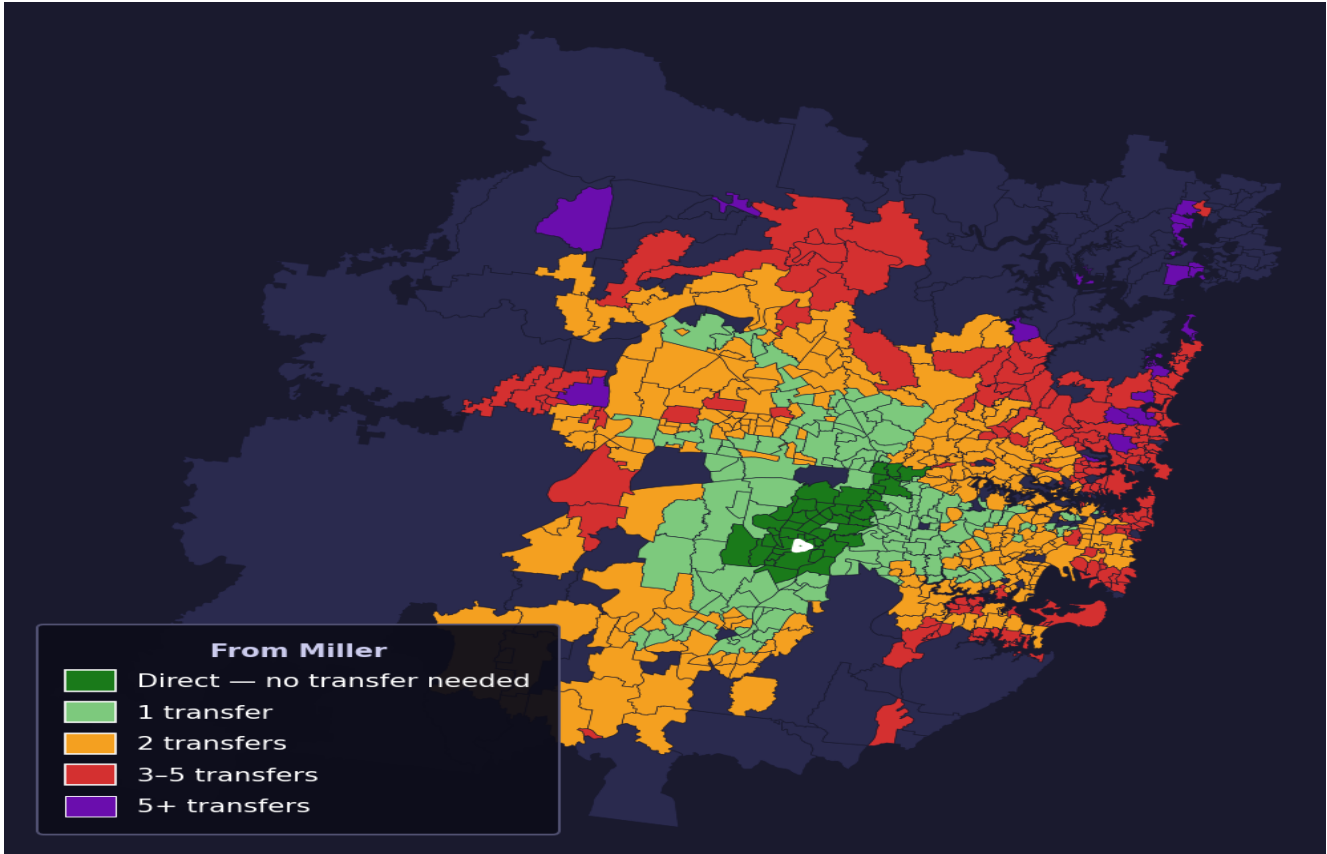 From Miller
Direct — no transfer needed
1 transfer
2 transfers
3–5 transfers
5+ transfers